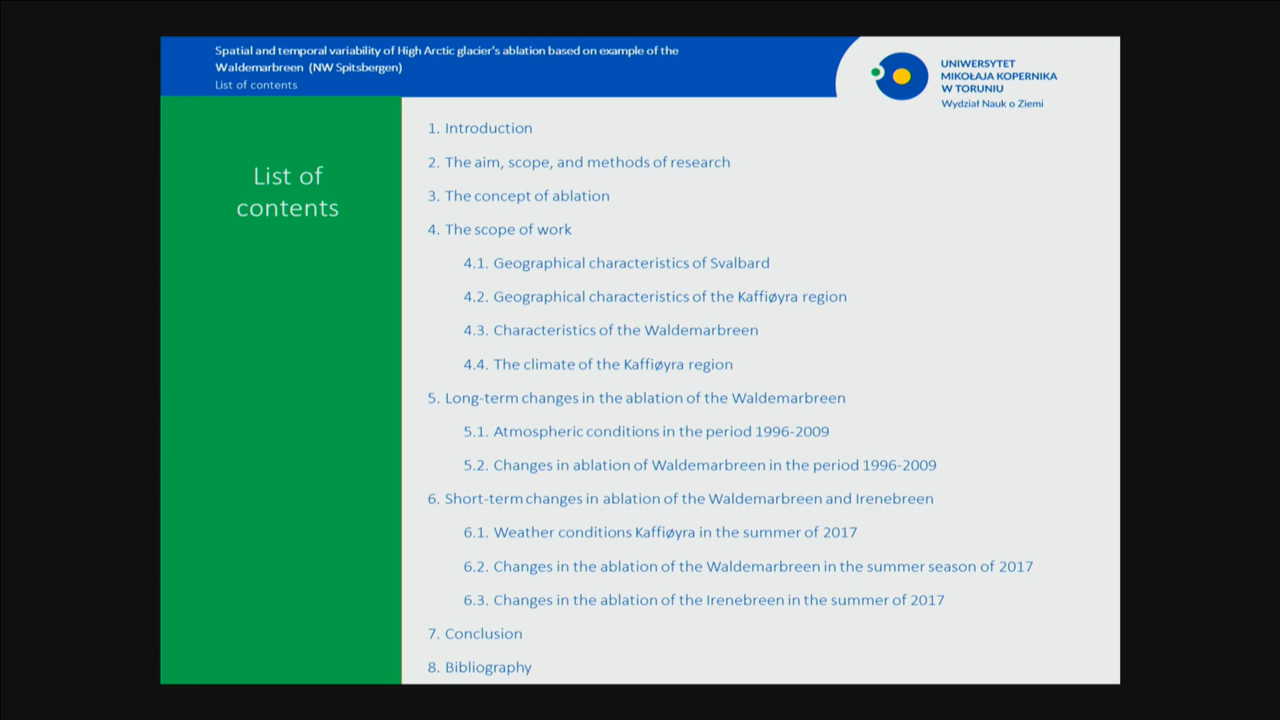 Spatial and temporal variability of High Arctic glacier's ablation based on example of the
Waldemarbreen (NW Spitsbergen)
List of contents
UNIWERSYTET
MIKOŁAJA KOPERNIKA
W TORUNIU
Wydział Nauk o Ziemi
List of
contents
1. Introduction
2. The aim, scope, and methods of research
3. The concept of ablation
4. The scope of work
4.1. Geographical characteristics of Svalbard
4.2. Geographical characteristics of the Kaffiøyra region
4.3. Characteristics of the Waldemarbreen
4.4. The climate of the Kaffiøyra region
5. Long-term changes in the ablation of the Waldemarbreen
5.1. Atmospheric conditions in the period 1996-2009
5.2. Changes in ablation of Waldemarbreen in the period 1996-2009
6. Short-term changes in ablation of the Waldemarbreen and Irenebreen
6.1. Weather conditions Kaffiøyra in the summer of 2017
6.2. Changes in the ablation of the Waldemarbreen in the summer season of 2017
6.3. Changes in the ablation of the Irenebreen in the summer of 2017
7. Conclusion
8. Bibliography